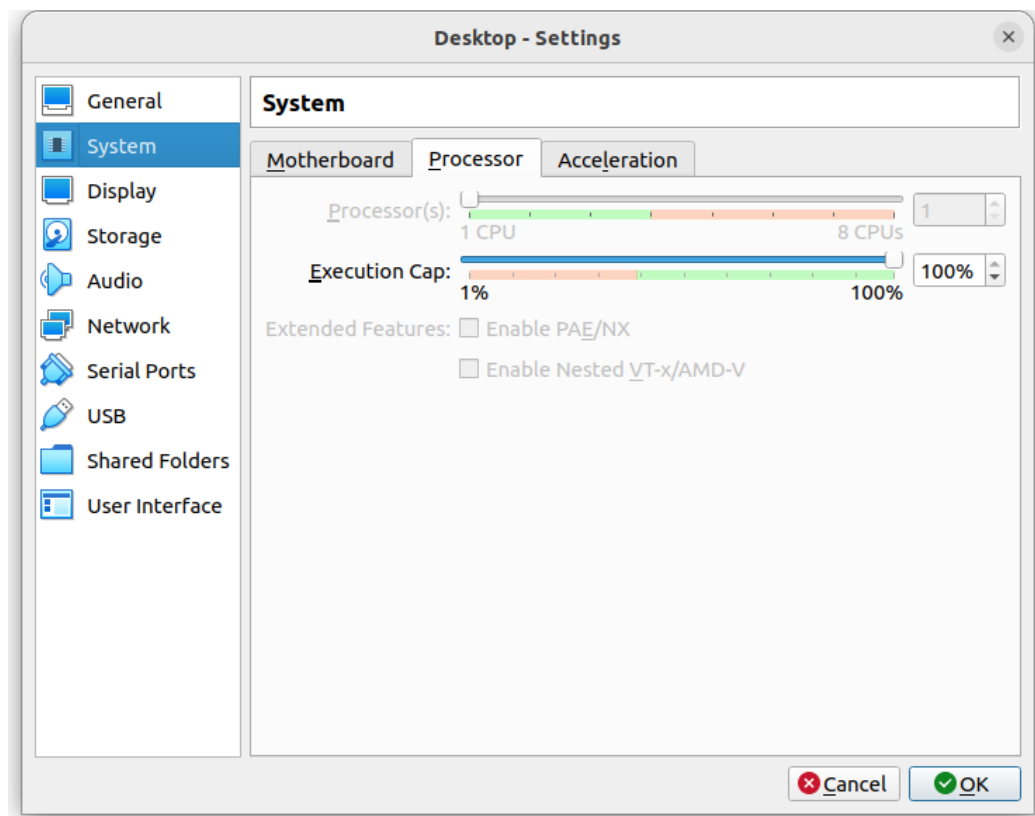 Desktop - Settings
General
System
Display
Storage
Audio
Network
Serial Ports
USB
Shared Folders
User Interface
System
Motherboard Processor Acceleration
Processor(s): 1
1 CPU 8 CPUs
Execution Cap: 100%
1% 100%
Extended Features: Enable PAE/NX
Enable Nested VT-x/AMD-V
Cancel OK